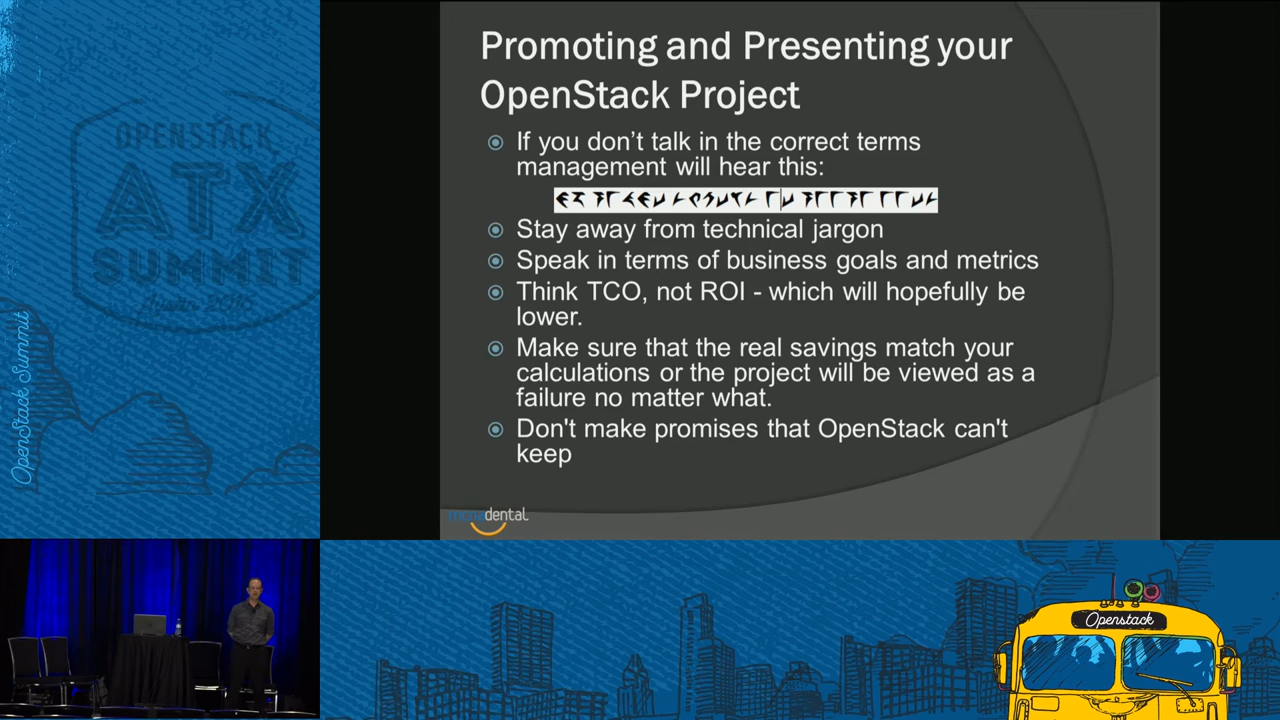 Promoting and Presenting your
OpenStack Project
If you don’t talk in the correct terms
management will hear this:
Stay away from technical jargon
Speak in terms of business goals and metrics
Think TCO, not ROI - which will hopefully be
lower.
Make sure that the real savings match your
calculations or the project will be viewed as a
failure no matter what.
Don't make promises that OpenStack can't
keep
dental
OPENSTACK
ATX
SUMMIT
OpenStack Summit
Openstack